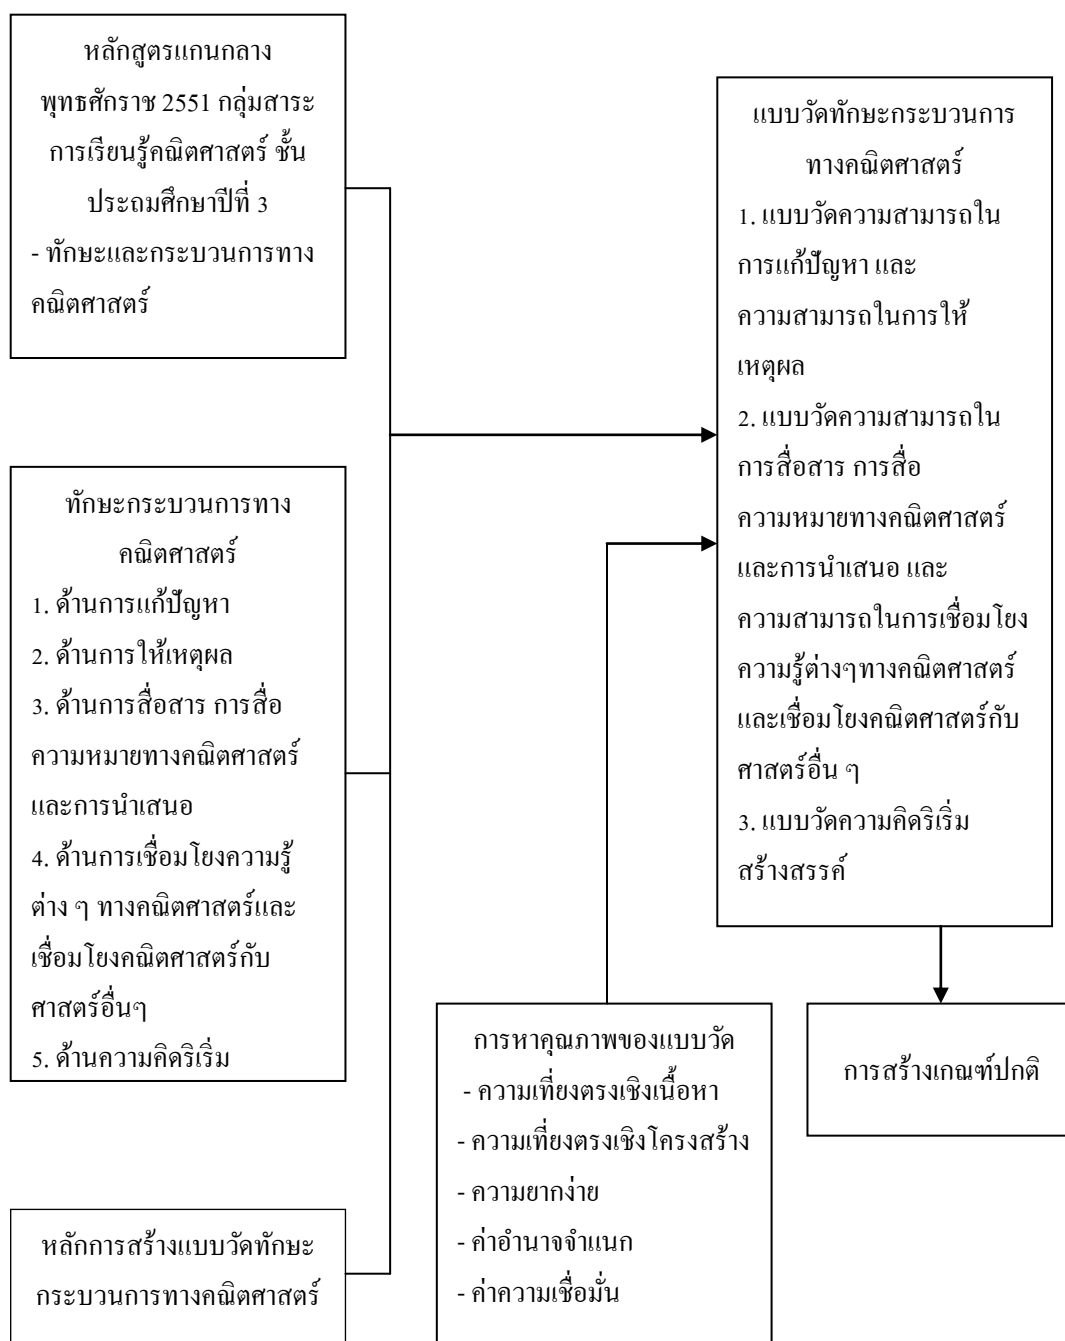 หลักสูตรแกนกลาง
พุทธศักราช 2551 กลุ่มสาระ
การเรียนรู้คณิตศาสตร์ ชั้น
ประถมศึกษาปีที่ 3
- ทักษะและกระบวนการทาง
คณิตศาสตร์
ทักษะกระบวนการทาง
คณิตศาสตร์
1. ด้านการแก้ปัญหา
2. ด้านการให้เหตุผล
3. ด้านการสื่อสาร การสื่อ
ความหมายทางคณิตศาสตร์
และการนำเสนอ
4. ด้านการเชื่อมโยงความรู้
ต่าง ๆ ทางคณิตศาสตร์และ
เชื่อมโยงคณิตศาสตร์กับ
ศาสตร์อื่นๆ
5. ด้านความคิดริเริ่ม
หลักการสร้างแบบวัดทักษะ
กระบวนการทางคณิตศาสตร์
การหาคุณภาพของแบบวัด
- ความเที่ยงตรงเชิงเนื้อหา
- ความเที่ยงตรงเชิงโครงสร้าง
- ความยากง่าย
- ค่าอำนาจจำแนก
- ค่าความเชื่อมั่น
แบบวัดทักษะกระบวนการ
ทางคณิตศาสตร์
1. แบบวัดความสามารถใน
การแก้ปัญหา และ
ความสามารถในการให้
เหตุผล
2. แบบวัดความสามารถใน
การสื่อสาร การสื่อ
ความหมายทางคณิตศาสตร์
และการนำเสนอ และ
ความสามารถในการเชื่อมโยง
ความรู้ต่างๆทางคณิตศาสตร์
และเชื่อมโยงคณิตศาสตร์กับ
ศาสตร์อื่น ๆ
3. แบบวัดความคิดริเริ่ม
สร้างสรรค์
การสร้างเกณฑ์ปกติ